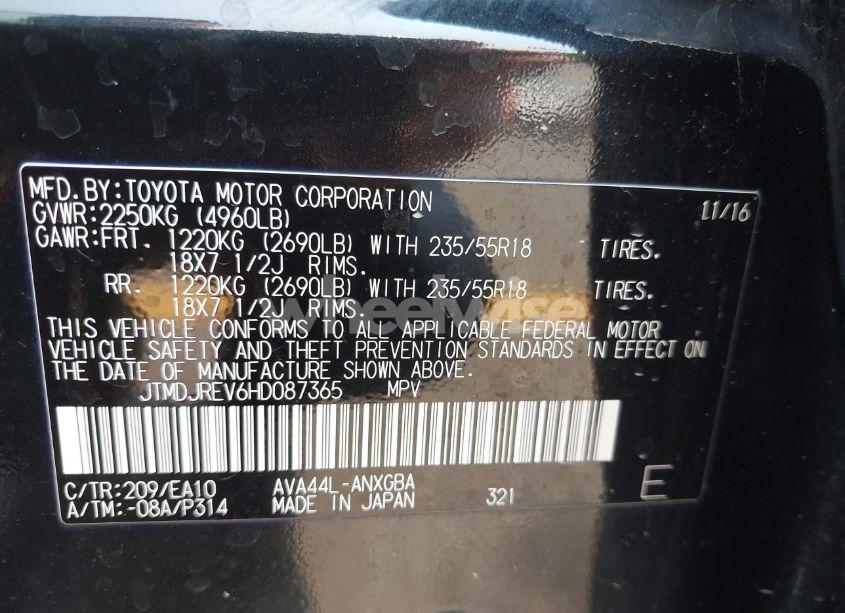 MFD.BY:TOYOTA MOTOR CORPORATION 11/16
GVWR:2250KG (4960LB)
GAWR:FRT. 1220KG (2690LB) WITH 235/55R18 TIRES.
18X7 1/2J RIMS.
RR. 1220KG (2690LB) WITH 235/55R18 TIRES.
18X7 1/2J RIMS.
wheelwise
THIS VEHICLE CONFORMS TO ALL APPLICABLE FEDERAL MOTOR
VEHICLE SAFETY AND THEFT PREVENTION STANDARDS IN EFFECT ON
THE DATE OF MANUFACTURE SHOWN ABOVE.
JTMDJREV6HD087365 MPV
C/TR:209/EA10 AVA44L-ANXGBA
A/TM:-08A/P314 MADE IN JAPAN 321 E